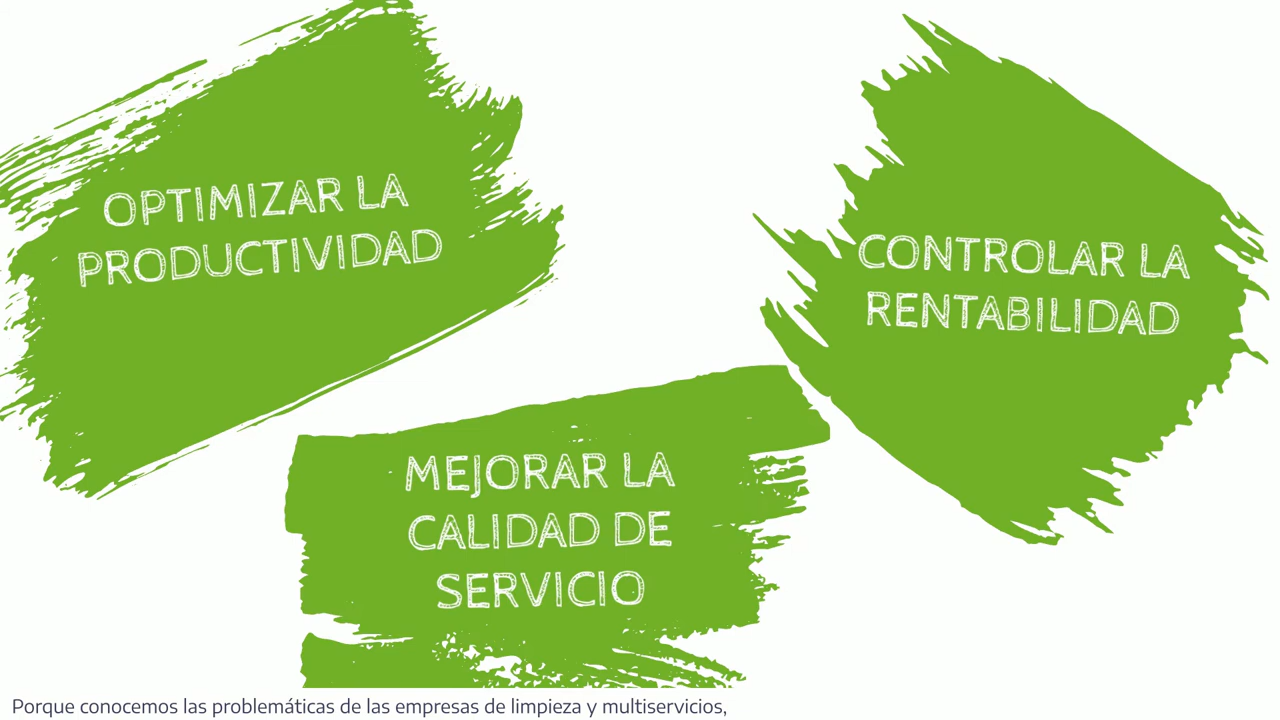 OPTIMIZAR LA
PRODUCTIVIDAD
CONTROLAR LA
RENTABILIDAD
MEJORAR LA
CALIDAD DE
SERVICIO
Porque conocemos las problemáticas de las empresas de limpieza y multiservicios,